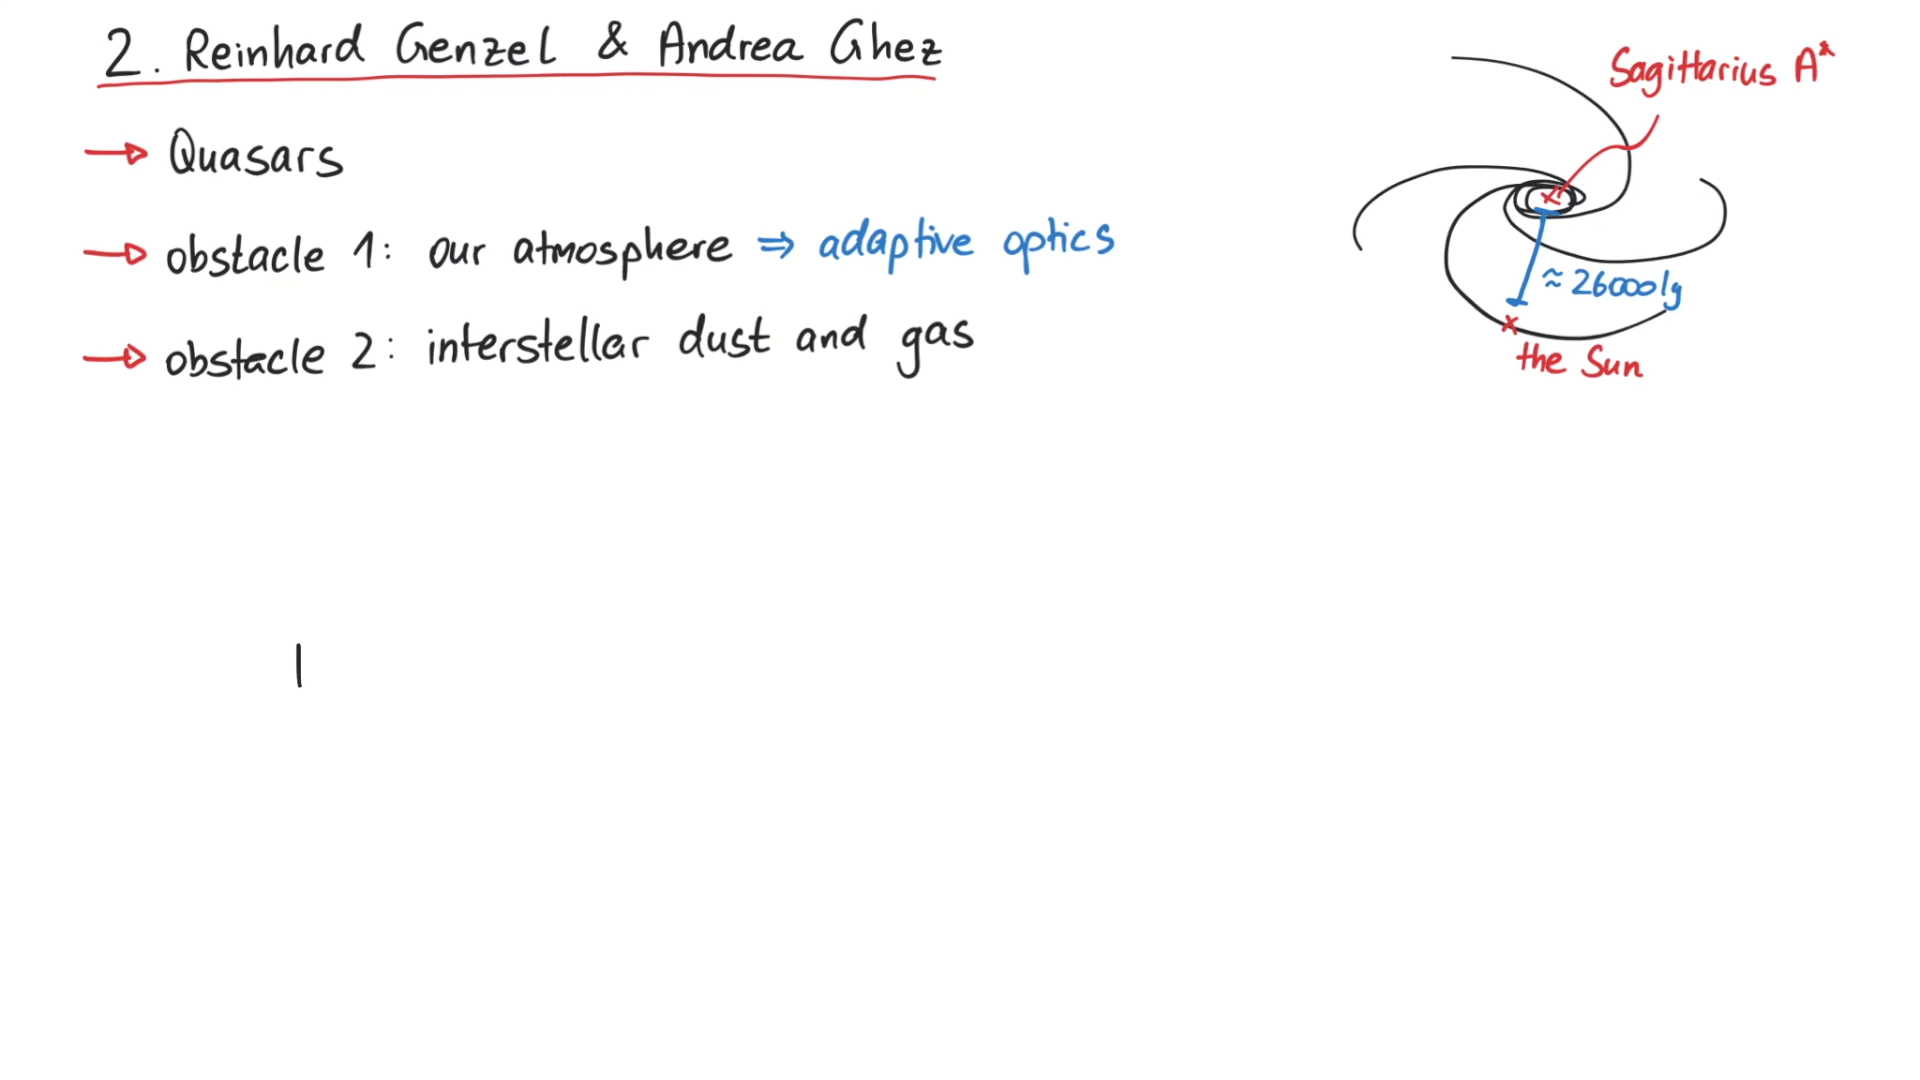 2. Reinhard Genzel & Andrea Ghez
→ Quasars
→ obstacle 1: our atmosphere ⇒ adaptive optics
→ obstacle 2: interstellar dust and gas
Sagittarius A*
≈ 26000 ly
the Sun